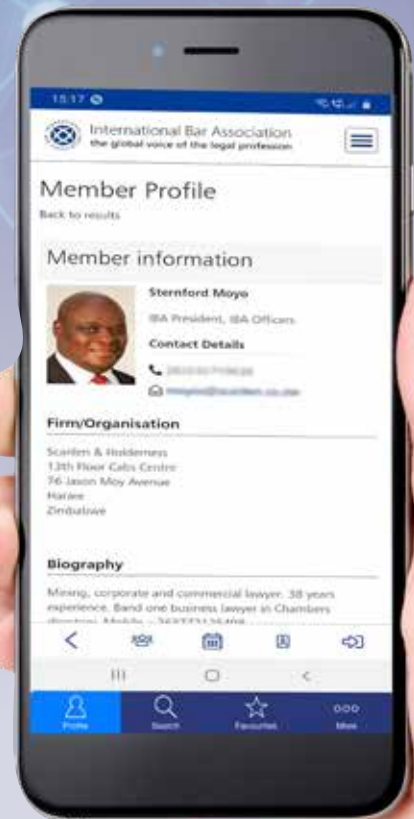 15:17
International Bar Association
the global voice of the legal profession
Member Profile
Back to results
Member information
Sternford Moyo
IBA President, IBA Officers
Contact Details
Firm/Organisation
Scanlen & Holderness
13th Floor Cabs Centre
76 Jason Moy Avenue
Harare
Zimbabwe
Biography
Mining, corporate and commercial lawyer. 38 years
experience. Band one business lawyer in Chambers
Profile
Search
Favourites
More